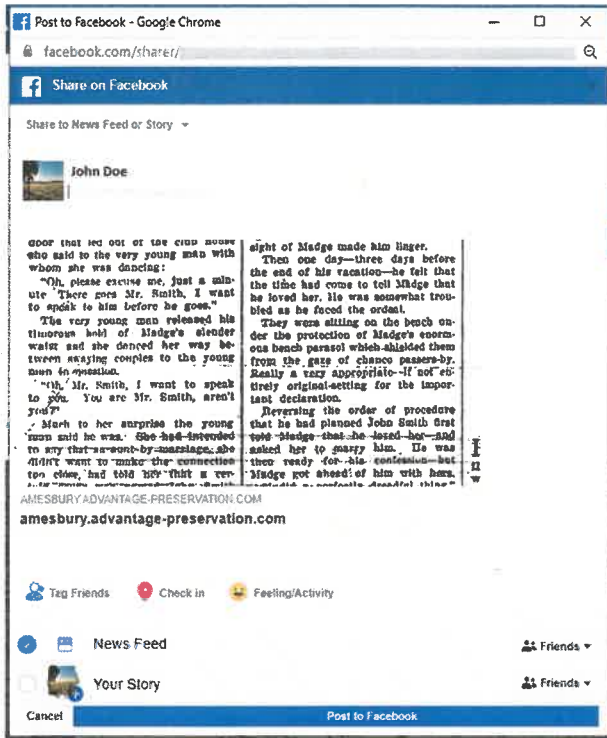 Post to Facebook - Google Chrome
facebook.com/sharer/
Share on Facebook
Share to News Feed or Story
John Doe
door that led out of the club house
who said to the very young man with
whom she was dancing:
"Oh, please excuse me, just a min-
ute There goes Mr. Smith, I want
to speak to him before he goes."
The very young man released his
timorous hold of Madge's slender
waist and she danced her way be-
tween swaying couples to the young
man in question.
"Oh, Mr. Smith, I want to speak
to you. You are Mr. Smith, aren't
you?"
Much to her surprise the young
man said he was. She had intended
to say that as aunt by marriage, she
didn't want to make the connection
too close, had told her that a cer-
sight of Madge made him linger.
Then one day—three days before
the end of his vacation—he felt that
the time had come to tell Madge that
he loved her. He was somewhat trou-
bled as he faced the ordeal.
They were sitting on the bench un-
der the protection of Madge's enorm-
ous bench parasol which shielded them
from the gaze of chance passers-by.
Really a very appropriate—if not en-
tirely original—setting for the impor-
tant declaration.
Reversing the order of procedure
that he had planned John Smith first
told Madge that he loved her—and
asked her to marry him. He was
then ready for his confession but
Madge got ahead of him with hers.
perfectly dreadful thing."
AMESBURY.ADVANTAGE-PRESERVATION.COM
amesbury.advantage-preservation.com
Tag Friends
Check in
Feeling/Activity
News Feed
Friends
Your Story
Friends
Cancel
Post to Facebook